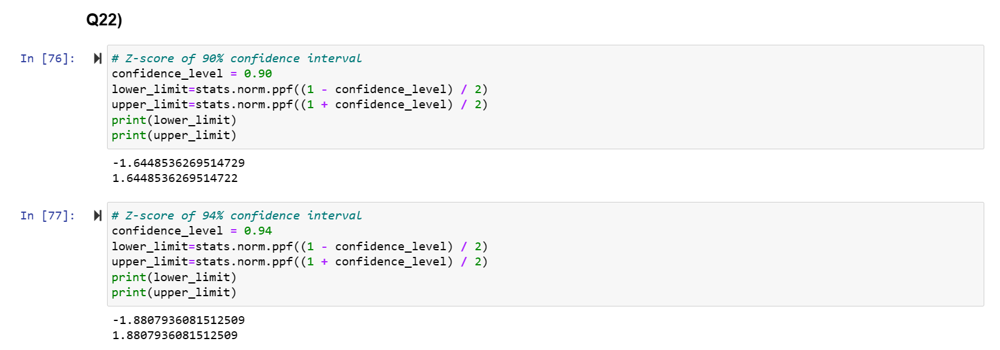 Q22)
In [76]:
# Z-score of 90% confidence interval
confidence_level = 0.90
lower_limit=stats.norm.ppf((1 - confidence_level) / 2)
upper_limit=stats.norm.ppf((1 + confidence_level) / 2)
print(lower_limit)
print(upper_limit)
-1.6448536269514729
1.6448536269514722
In [77]:
# Z-score of 94% confidence interval
confidence_level = 0.94
lower_limit=stats.norm.ppf((1 - confidence_level) / 2)
upper_limit=stats.norm.ppf((1 + confidence_level) / 2)
print(lower_limit)
print(upper_limit)
-1.8807936081512509
1.8807936081512509